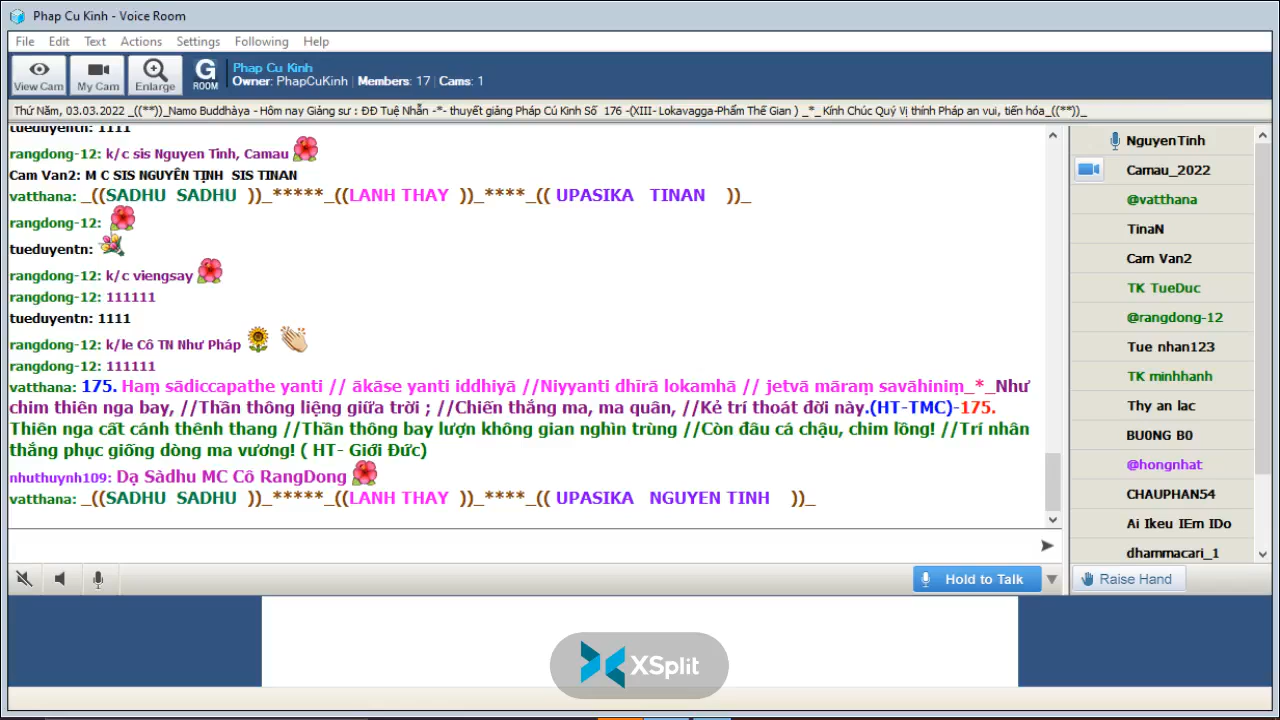 Phap Cu Kinh - Voice Room
File Edit Text Actions Settings Following Help
View Cam
My Cam
Enlarge
G ROOM
Phap Cu Kinh
Owner: PhapCuKinh | Members: 17 | Cams: 1
Thứ Năm, 03.03.2022 _((**))_Namo Buddhàya - Hôm nay Giảng sư : ĐĐ Tuệ Nhẫn -*- thuyết giảng Pháp Cú Kinh Số 176 -(XIII- Lokavagga-Phẩm Thế Gian ) _*_ Kính Chúc Quý Vị thính Pháp an vui, tiến hóa_((**))_
tueduyentn: 1111
rangdong-12: k/c sis Nguyen Tinh, Camau
Cam Van2: M C SIS NGUYÊN TỊNH SIS TINAN
vatthana: _((SADHU SADHU ))_*****_((LANH THAY ))_****_(( UPASIKA TINAN ))_
rangdong-12:
tueduyentn:
rangdong-12: k/c viengsay
rangdong-12: 111111
tueduyentn: 1111
rangdong-12: k/le Cô TN Như Pháp
rangdong-12: 111111
vatthana: 175. Haṃ sādiccapathe yanti // ākāse yanti iddhiyā //Niyyanti dhīrā lokamhā // jetvā māraṃ savāhiniṃ_*_Như
chim thiên nga bay, //Thần thông liệng giữa trời ; //Chiến thắng ma, ma quân, //Kẻ trí thoát đời này.(HT-TMC)-175.
Thiên nga cất cánh thênh thang //Thần thông bay lượn không gian nghìn trùng //Còn đâu cá chậu, chim lồng! //Trí nhân
thắng phục giống dòng ma vương! ( HT- Giới Đức)
nhuthuynh109: Dạ Sàdhu MC Cô RangDong
vatthana: _((SADHU SADHU ))_*****_((LANH THAY ))_****_(( UPASIKA NGUYEN TINH ))_
NguyenTinh
Camau_2022
@vatthana
TinaN
Cam Van2
TK TueDuc
@rangdong-12
Tue nhan123
TK minhhanh
Thy an lac
BU0NG B0
@hongnhat
CHAUPHAN54
Ai Ikeu IEm IDo
dhammacari_1
Hold to Talk
Raise Hand
XSplit